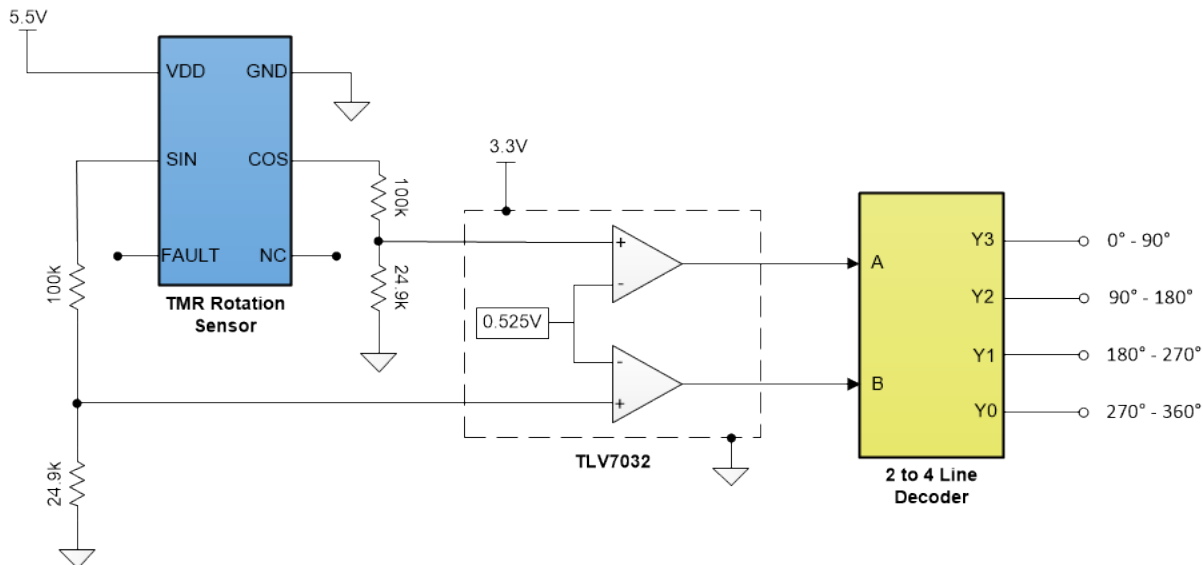 5.5V
VDD
GND
SIN
COS
FAULT
NC
TMR Rotation
Sensor
100k
24.9k
100k
24.9k
3.3V
+
-
0.525V
-
+
TLV7032
A
B
Y3
Y2
Y1
Y0
2 to 4 Line
Decoder
0° - 90°
90° - 180°
180° - 270°
270° - 360°